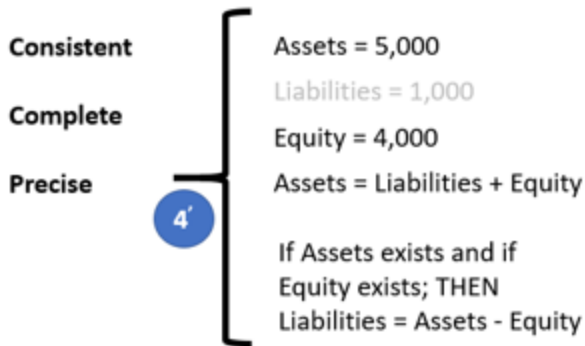 Consistent
Complete
Precise
4′
Assets = 5,000
Liabilities = 1,000
Equity = 4,000
Assets = Liabilities + Equity
If Assets exists and if
Equity exists; THEN
Liabilities = Assets - Equity